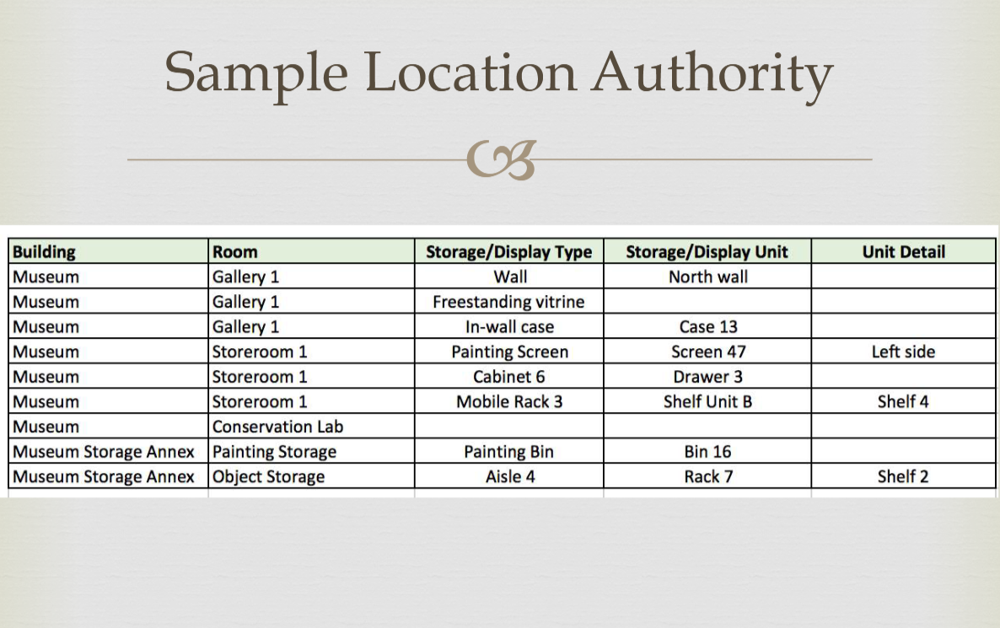 Sample Location Authority
Building Room Storage/Display Type Storage/Display Unit Unit Detail
Museum Gallery 1 Wall North wall
Museum Gallery 1 Freestanding vitrine
Museum Gallery 1 In-wall case Case 13
Museum Storeroom 1 Painting Screen Screen 47 Left side
Museum Storeroom 1 Cabinet 6 Drawer 3
Museum Storeroom 1 Mobile Rack 3 Shelf Unit B Shelf 4
Museum Conservation Lab
Museum Storage Annex Painting Storage Painting Bin Bin 16
Museum Storage Annex Object Storage Aisle 4 Rack 7 Shelf 2